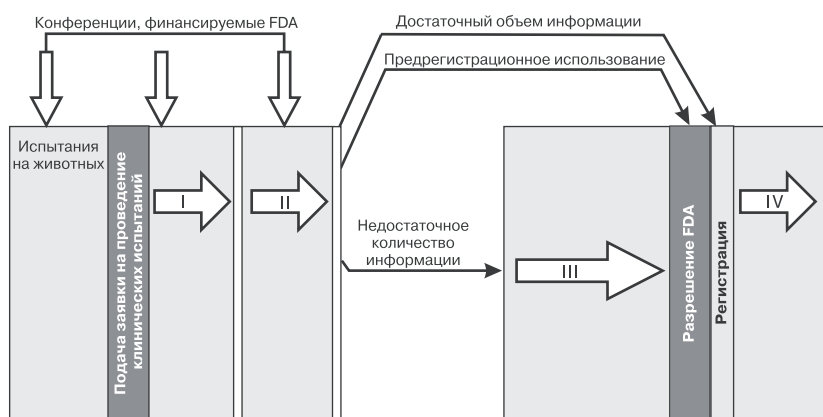 Конференции, финансируемые FDA
Достаточный объем информации
Предрегистрационное использование
Испытания
на животных
Подача заявки на проведение
клинических испытаний
I
II
Недостаточное
количество
информации
III
Разрешение FDA
Регистрация
IV